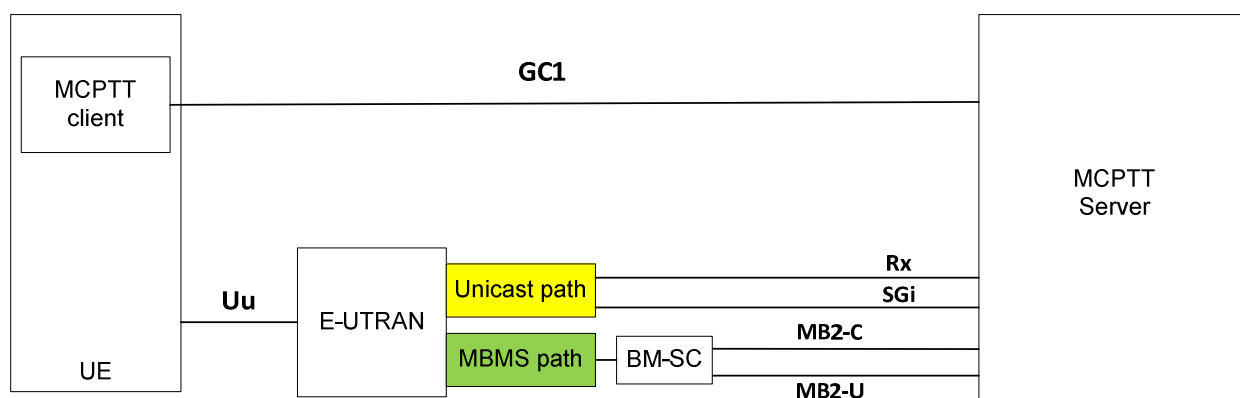 GC1
MCPTT
client
MCPTT
Server
Rx
Unicast path
SGi
Uu
E-UTRAN
MB2-C
MBMS path
BM-SC
UE
MB2-U